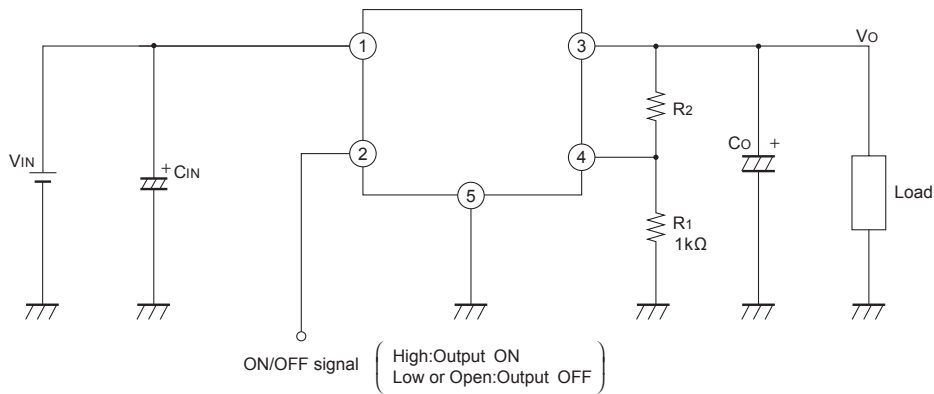 1
3
VO
R2
2
4
CO +
VIN
+
CIN
5
R1
1kΩ
Load
ON/OFF signal
High:Output ON
Low or Open:Output OFF